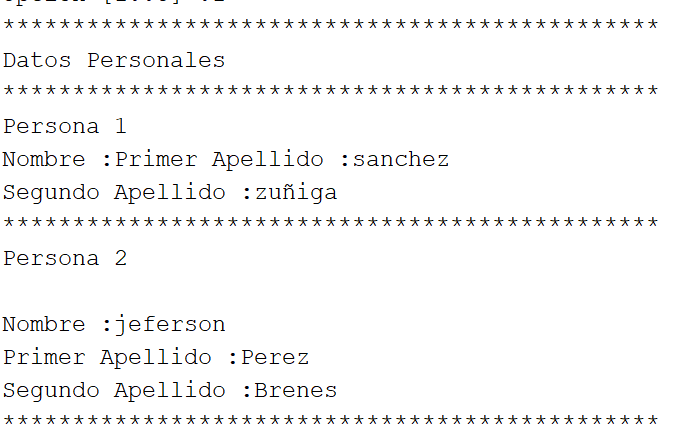 ***********************************************
Datos Personales
***********************************************
Persona 1
Nombre :Primer Apellido :sanchez
Segundo Apellido :zuñiga
***********************************************
Persona 2
Nombre :jeferson
Primer Apellido :Perez
Segundo Apellido :Brenes
***********************************************